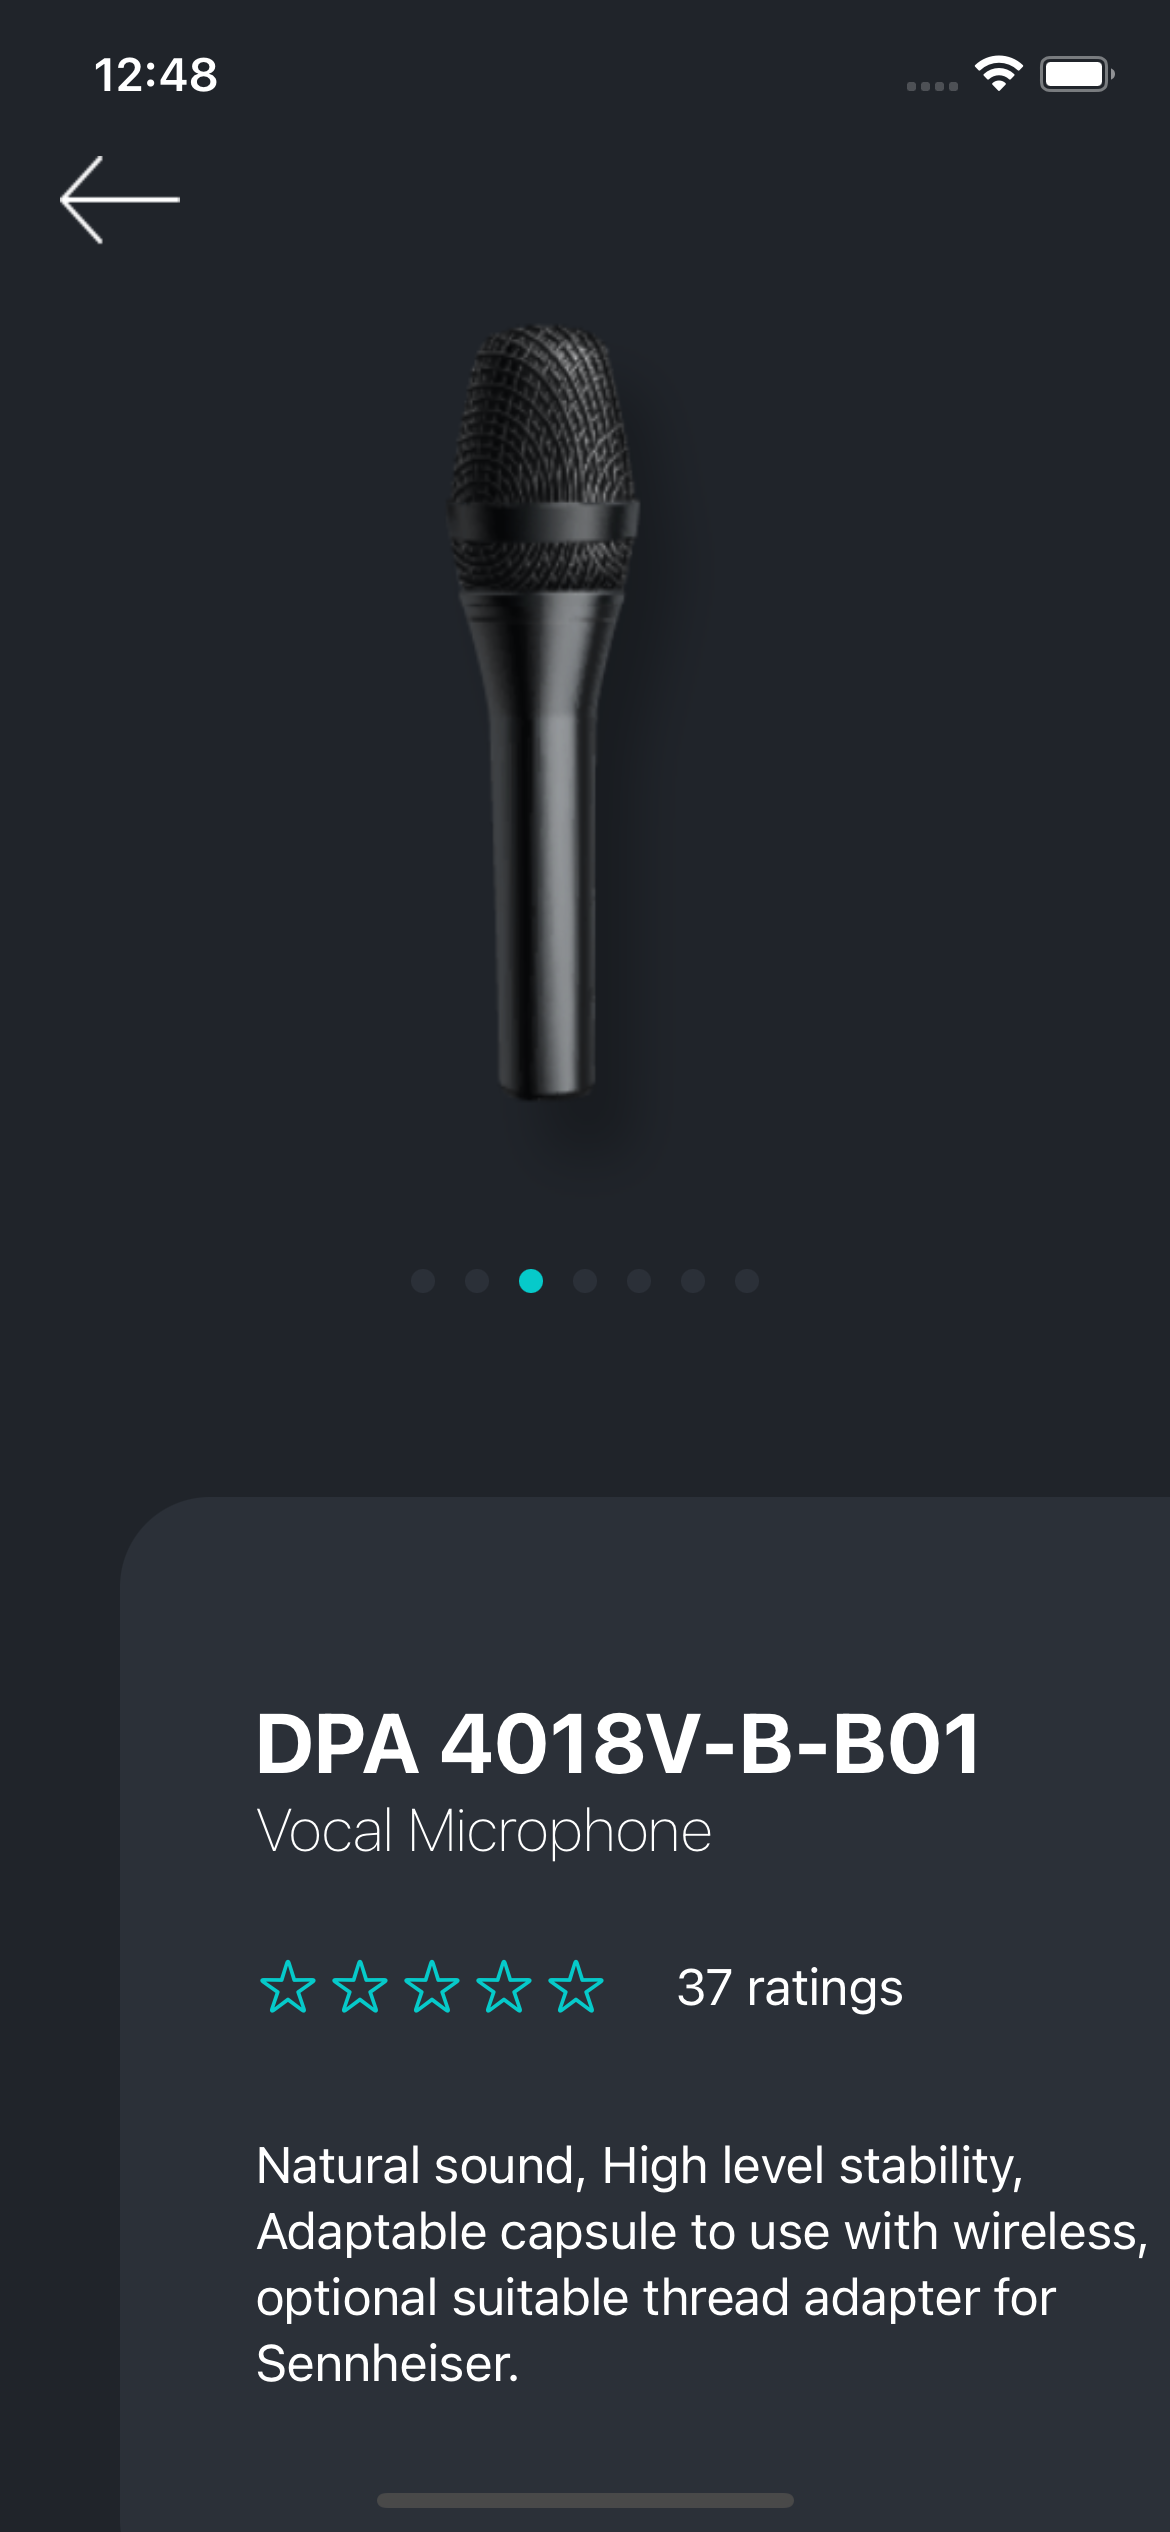 12:48
DPA 4018V-B-B01
Vocal Microphone
37 ratings
Natural sound, High level stability,
Adaptable capsule to use with wireless,
optional suitable thread adapter for
Sennheiser.